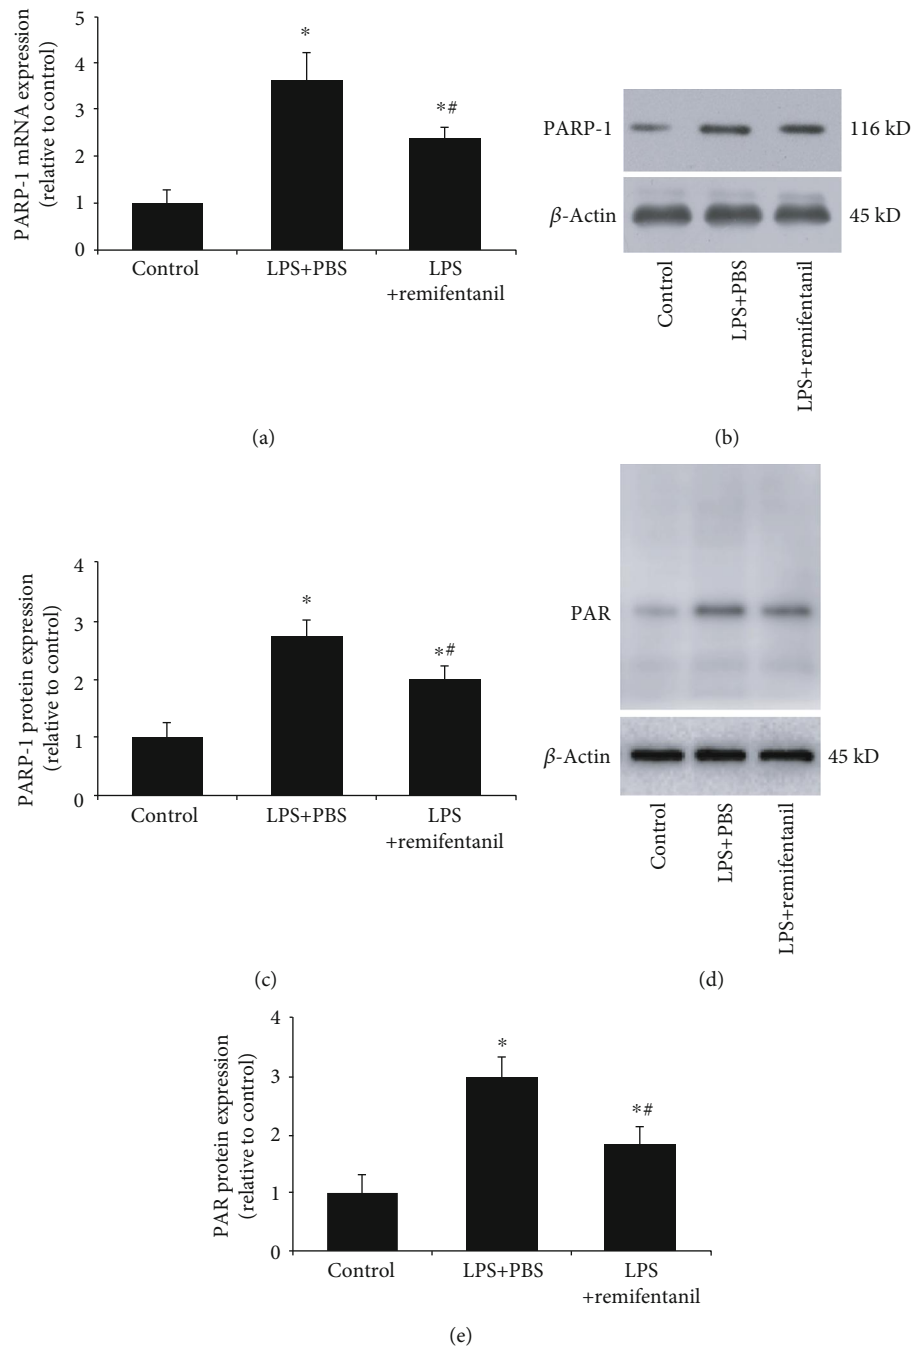 PARP-1 mRNA expression
(relative to control)
5
4
3
2
1
0
*
*#
Control
LPS+PBS
LPS
+remifentanil
(a)
PARP-1
116 kD
β-Actin
45 kD
Control
LPS+PBS
LPS+remifentanil
(b)
PARP-1 protein expression
(relative to control)
4
3
2
1
0
*
*#
Control
LPS+PBS
LPS
+remifentanil
(c)
PAR
β-Actin
45 kD
Control
LPS+PBS
LPS+remifentanil
(d)
PAR protein expression
(relative to control)
4
3
2
1
0
*
*#
Control
LPS+PBS
LPS
+remifentanil
(e)